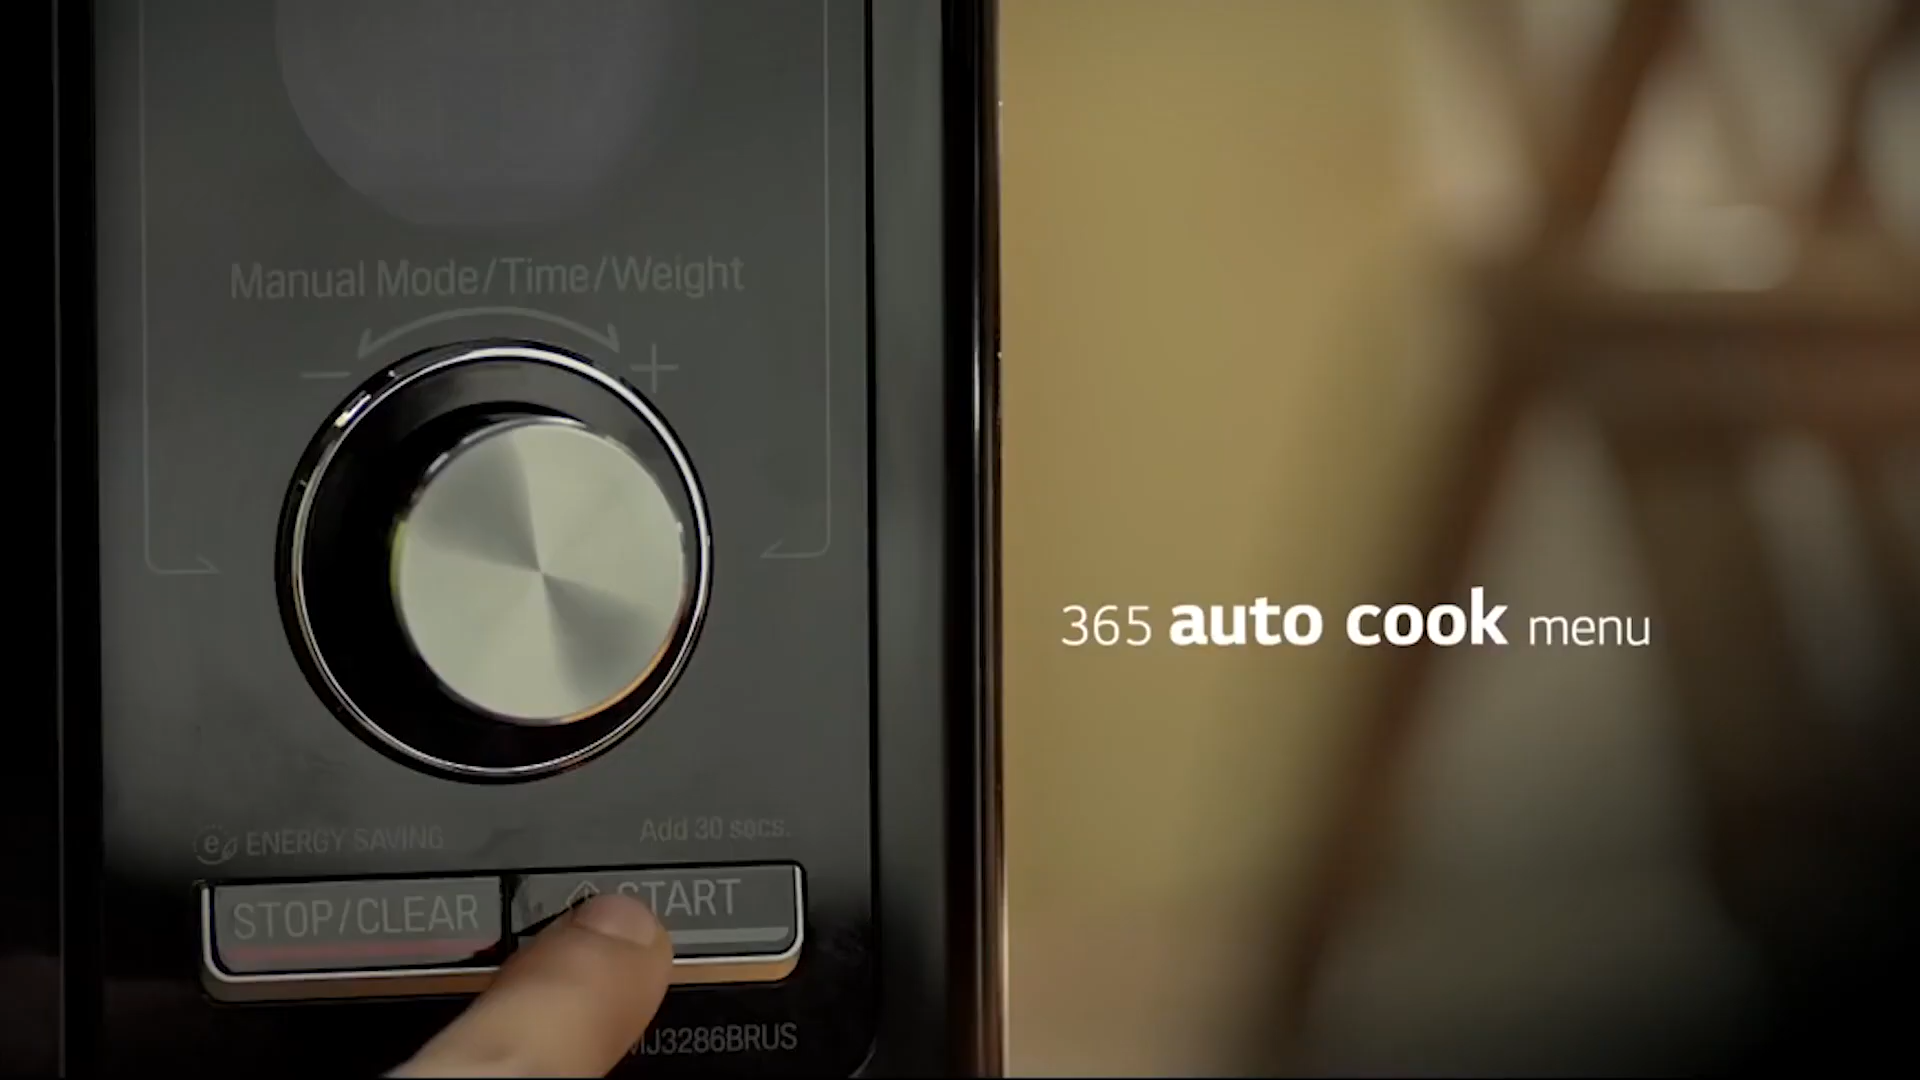 Manual Mode/Time/Weight
− +
365 auto cook menu
ENERGY SAVING
Add 30 secs.
STOP/CLEAR
START
MJ3286BRUS